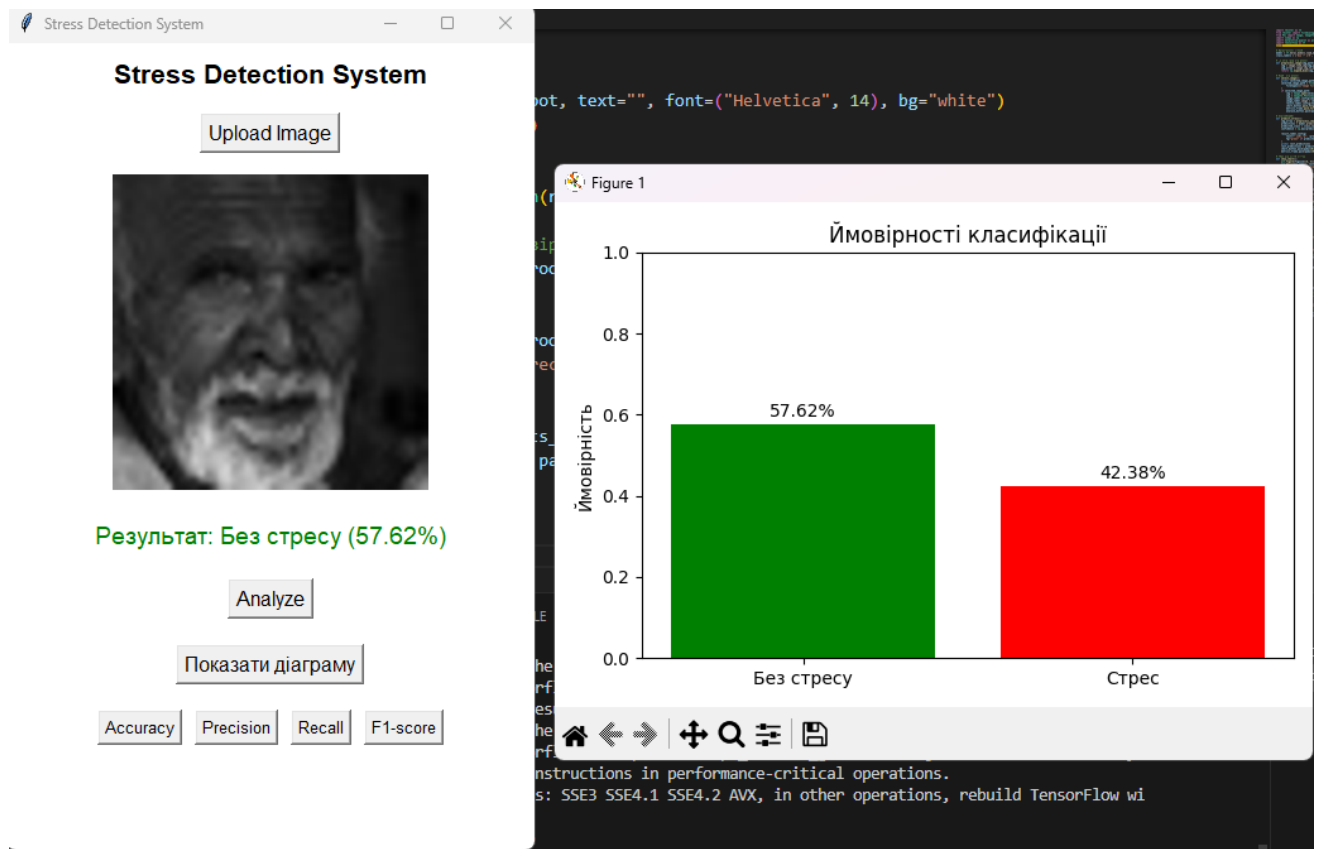 Stress Detection System
Stress Detection System
Upload Image
Результат: Без стресу (57.62%)
Analyze
Показати діаграму
Accuracy Precision Recall F1-score
text="", font=("Helvetica", 14), bg="white")
Figure 1
Ймовірності класифікації
Ймовірність
1.0
0.8
0.6
0.4
0.2
0.0
57.62%
42.38%
Без стресу Стрес
in performance-critical operations.
SSE3 SSE4.1 SSE4.2 AVX, in other operations, rebuild TensorFlow wi